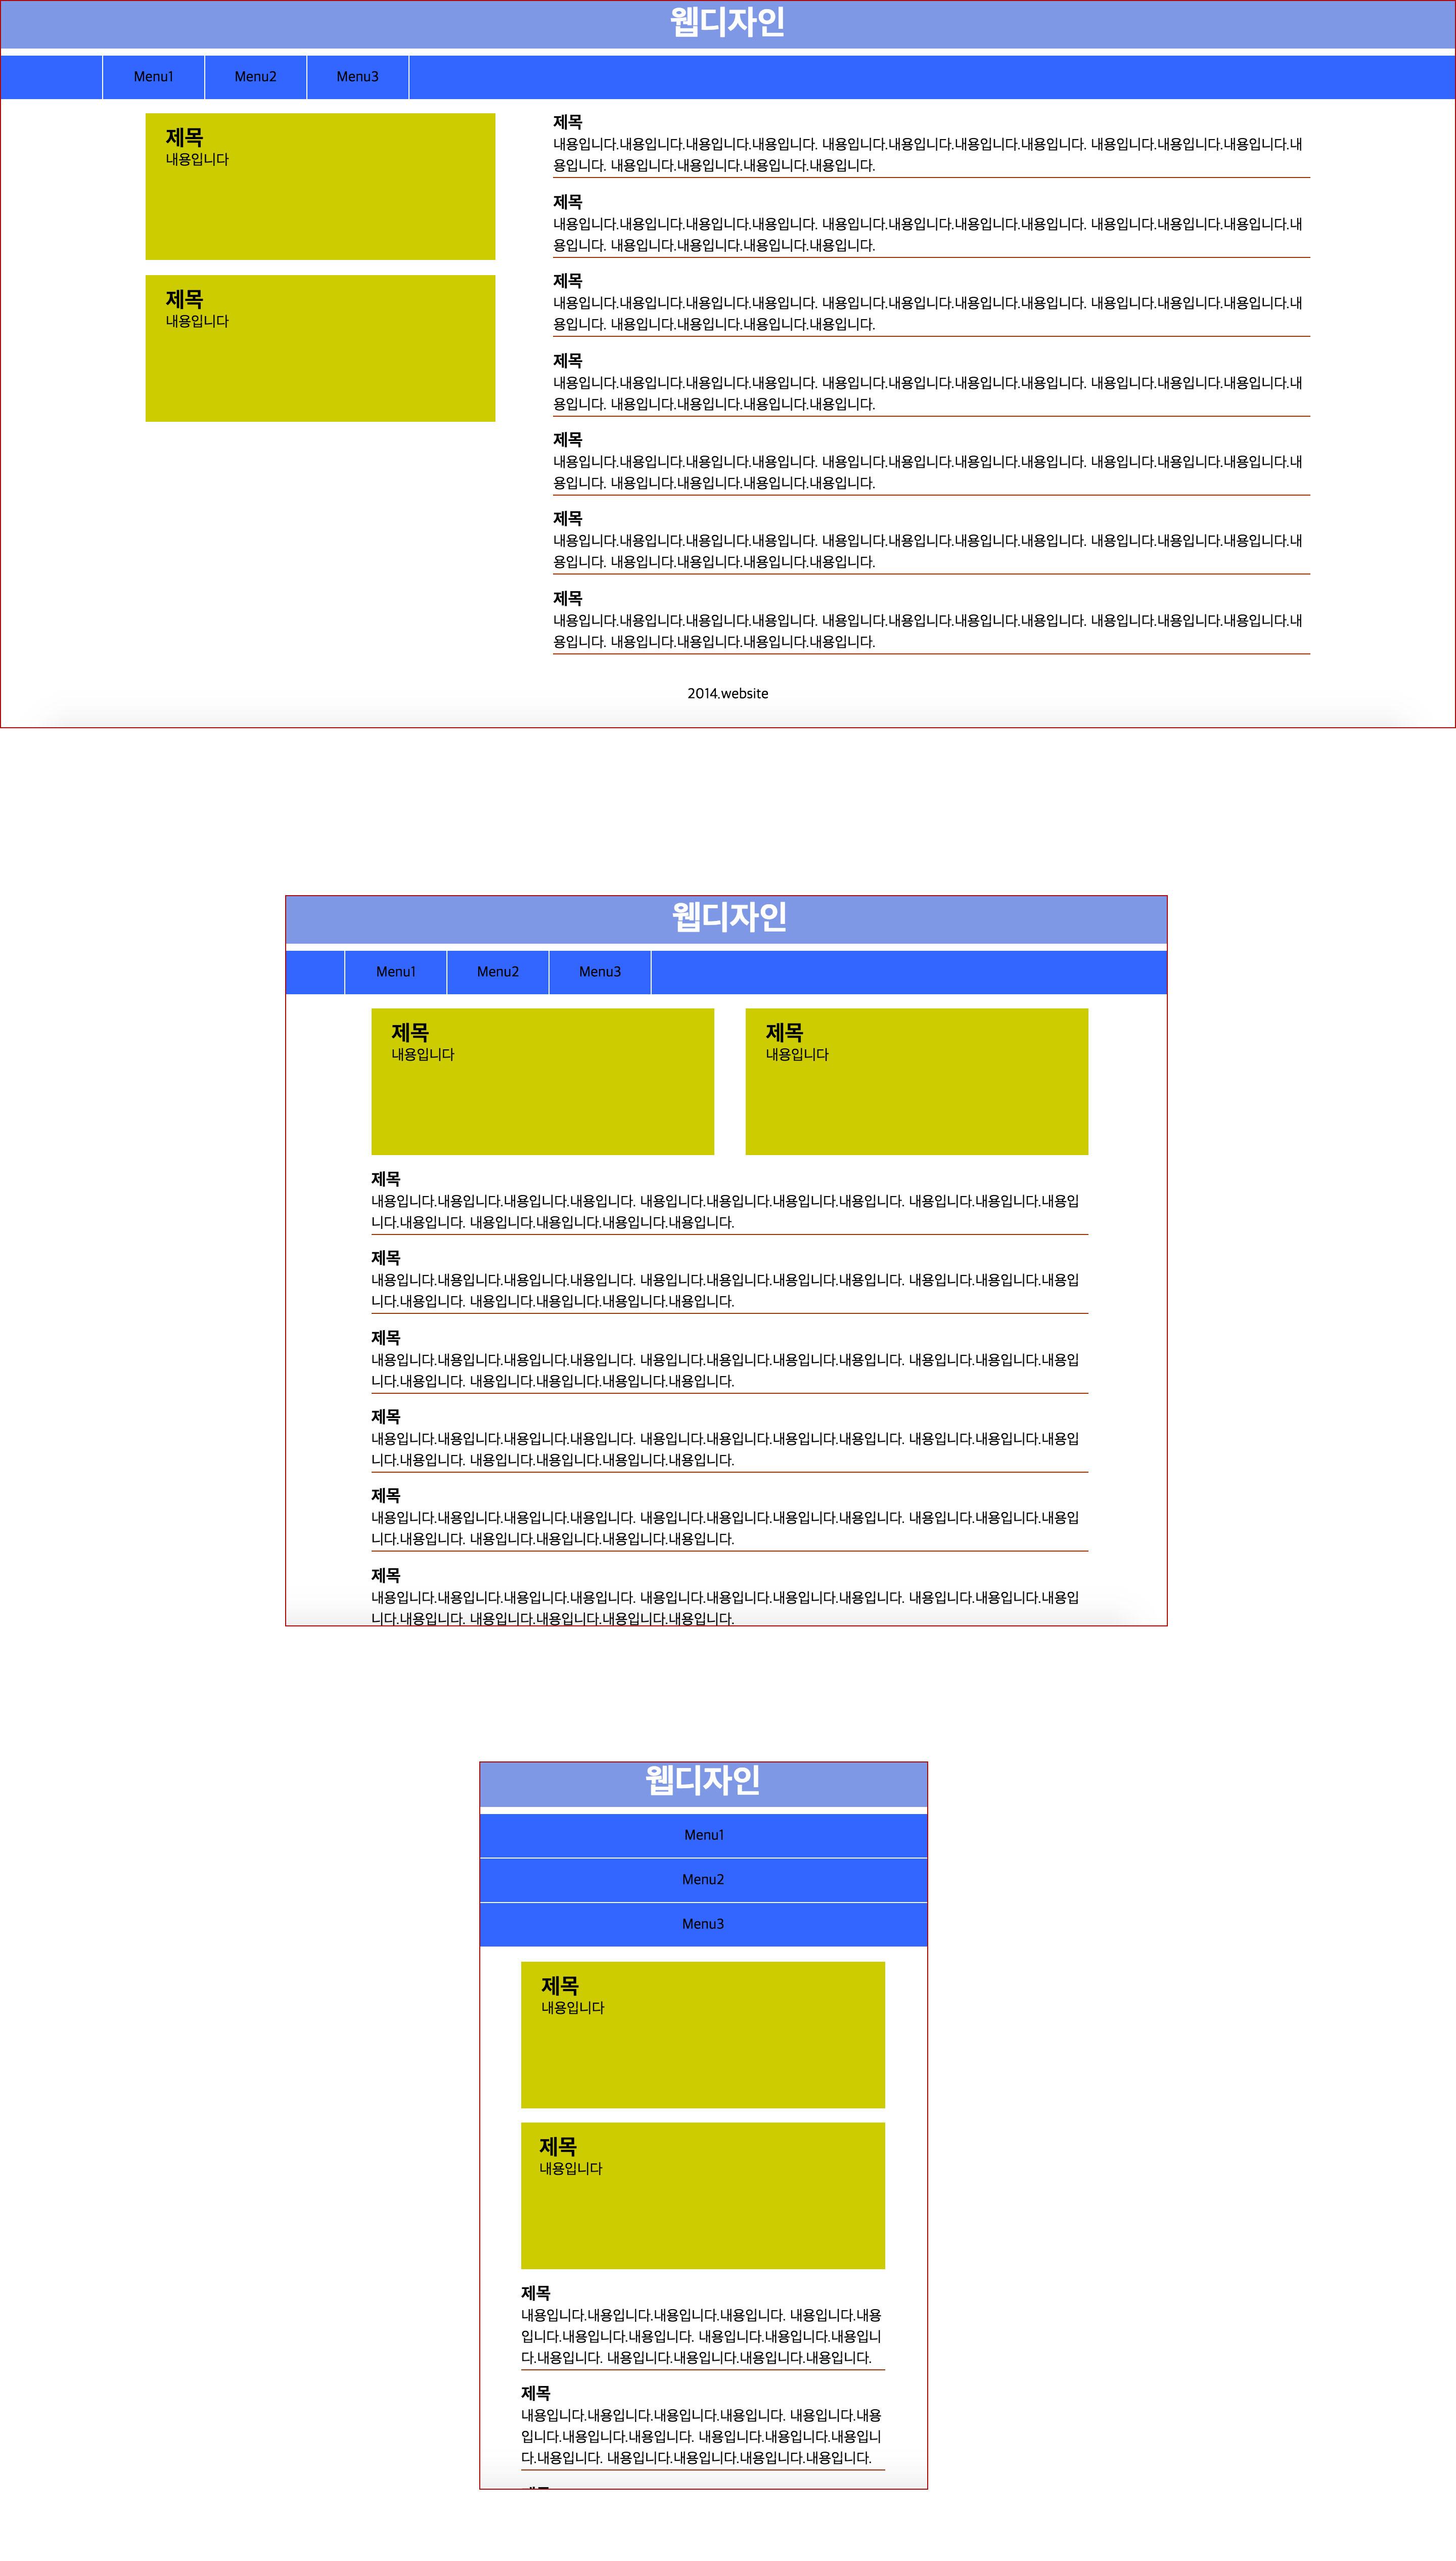 웹디자인
Menu1 Menu2 Menu3
제목
내용입니다
제목
내용입니다
제목
내용입니다.내용입니다.내용입니다.내용입니다. 내용입니다.내용입니다.내용입니다.내용입니다. 내용입니다.내용입니다.내용입니다.내
용입니다. 내용입니다.내용입니다.내용입니다.내용입니다.
제목
내용입니다.내용입니다.내용입니다.내용입니다. 내용입니다.내용입니다.내용입니다.내용입니다. 내용입니다.내용입니다.내용입니다.내
용입니다. 내용입니다.내용입니다.내용입니다.내용입니다.
제목
내용입니다.내용입니다.내용입니다.내용입니다. 내용입니다.내용입니다.내용입니다.내용입니다. 내용입니다.내용입니다.내용입니다.내
용입니다. 내용입니다.내용입니다.내용입니다.내용입니다.
제목
내용입니다.내용입니다.내용입니다.내용입니다. 내용입니다.내용입니다.내용입니다.내용입니다. 내용입니다.내용입니다.내용입니다.내
용입니다. 내용입니다.내용입니다.내용입니다.내용입니다.
제목
내용입니다.내용입니다.내용입니다.내용입니다. 내용입니다.내용입니다.내용입니다.내용입니다. 내용입니다.내용입니다.내용입니다.내
용입니다. 내용입니다.내용입니다.내용입니다.내용입니다.
제목
내용입니다.내용입니다.내용입니다.내용입니다. 내용입니다.내용입니다.내용입니다.내용입니다. 내용입니다.내용입니다.내용입니다.내
용입니다. 내용입니다.내용입니다.내용입니다.내용입니다.
제목
내용입니다.내용입니다.내용입니다.내용입니다. 내용입니다.내용입니다.내용입니다.내용입니다. 내용입니다.내용입니다.내용입니다.내
용입니다. 내용입니다.내용입니다.내용입니다.내용입니다.
2014.website
웹디자인
Menu1 Menu2 Menu3
제목
내용입니다
제목
내용입니다
제목
내용입니다.내용입니다.내용입니다.내용입니다. 내용입니다.내용입니다.내용입니다.내용입니다. 내용입니다.내용입니다.내용입
니다.내용입니다. 내용입니다.내용입니다.내용입니다.내용입니다.
제목
내용입니다.내용입니다.내용입니다.내용입니다. 내용입니다.내용입니다.내용입니다.내용입니다. 내용입니다.내용입니다.내용입
니다.내용입니다. 내용입니다.내용입니다.내용입니다.내용입니다.
제목
내용입니다.내용입니다.내용입니다.내용입니다. 내용입니다.내용입니다.내용입니다.내용입니다. 내용입니다.내용입니다.내용입
니다.내용입니다. 내용입니다.내용입니다.내용입니다.내용입니다.
제목
내용입니다.내용입니다.내용입니다.내용입니다. 내용입니다.내용입니다.내용입니다.내용입니다. 내용입니다.내용입니다.내용입
니다.내용입니다. 내용입니다.내용입니다.내용입니다.내용입니다.
제목
내용입니다.내용입니다.내용입니다.내용입니다. 내용입니다.내용입니다.내용입니다.내용입니다. 내용입니다.내용입니다.내용입
니다.내용입니다. 내용입니다.내용입니다.내용입니다.내용입니다.
제목
내용입니다.내용입니다.내용입니다.내용입니다. 내용입니다.내용입니다.내용입니다.내용입니다. 내용입니다.내용입니다.내용입
니다.내용입니다. 내용입니다.내용입니다.내용입니다.내용입니다.
웹디자인
Menu1
Menu2
Menu3
제목
내용입니다
제목
내용입니다
제목
내용입니다.내용입니다.내용입니다.내용입니다. 내용입니다.내용
입니다.내용입니다.내용입니다. 내용입니다.내용입니다.내용입니
다.내용입니다. 내용입니다.내용입니다.내용입니다.내용입니다.
제목
내용입니다.내용입니다.내용입니다.내용입니다. 내용입니다.내용
입니다.내용입니다.내용입니다. 내용입니다.내용입니다.내용입니
다.내용입니다. 내용입니다.내용입니다.내용입니다.내용입니다.